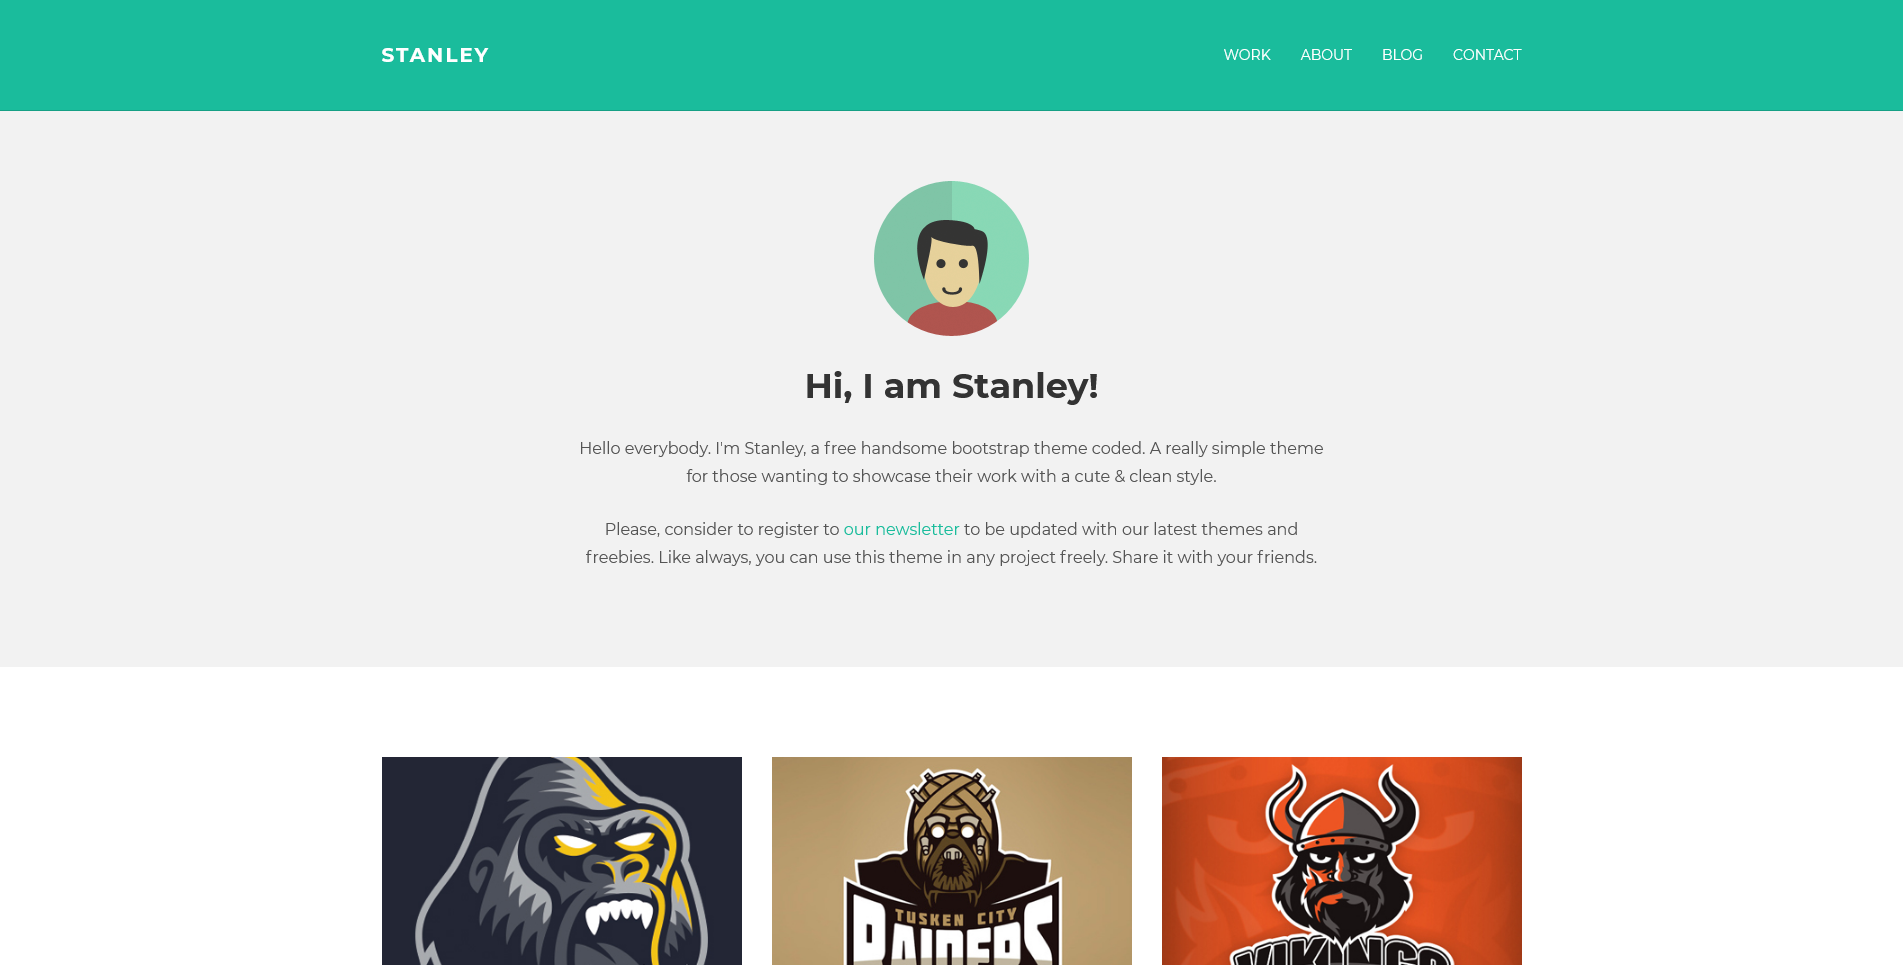 STANLEY
WORK ABOUT BLOG CONTACT
Hi, I am Stanley!
Hello everybody. I'm Stanley, a free handsome bootstrap theme coded. A really simple theme
for those wanting to showcase their work with a cute & clean style.
Please, consider to register to our newsletter to be updated with our latest themes and
freebies. Like always, you can use this theme in any project freely. Share it with your friends.
TUSKEN CITY
RAIDERS
VIKINGS